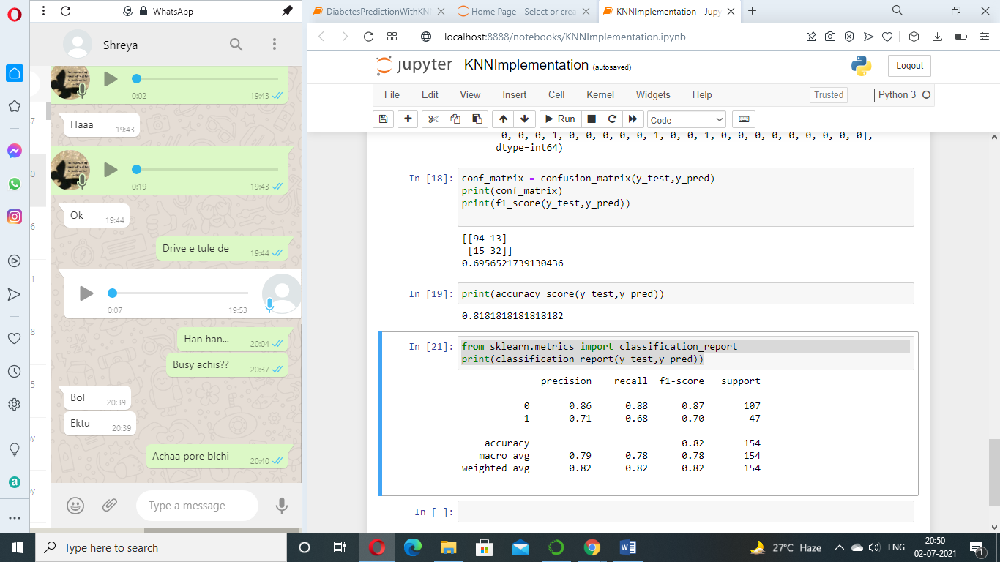 WhatsApp
Shreya
0:02 19:43
Haaa 19:43
0:19 19:43
Ok 19:44
Drive e tule de 19:44
0:07 19:53
Han han... 20:04
Busy achis?? 20:37
Bol 20:39
Ektu 20:39
Achaa pore blchi 20:40
Type a message
DiabetesPredictionWithKNN
Home Page - Select or crea
KNNImplementation - Jupy
localhost:8888/notebooks/KNNImplementation.ipynb
jupyter KNNImplementation (autosaved)
Logout
File Edit View Insert Cell Kernel Widgets Help
Trusted
Python 3
Run
Code
0, 0, 0, 1, 0, 0, 0, 0, 0, 1, 0, 0, 1, 0, 0, 0, 0, 0, 0, 0, 0, 0],
dtype=int64)
In [18]: conf_matrix = confusion_matrix(y_test,y_pred)
print(conf_matrix)
print(f1_score(y_test,y_pred))
[[94 13]
[15 32]]
0.6956521739130436
In [19]: print(accuracy_score(y_test,y_pred))
0.8181818181818182
In [21]: from sklearn.metrics import classification_report
print(classification_report(y_test,y_pred))
precision recall f1-score support
0 0.86 0.88 0.87 107
1 0.71 0.68 0.70 47
accuracy 0.82 154
macro avg 0.79 0.78 0.78 154
weighted avg 0.82 0.82 0.82 154
In [ ]:
Type here to search
27°C Haze
ENG
20:50
02-07-2021
1